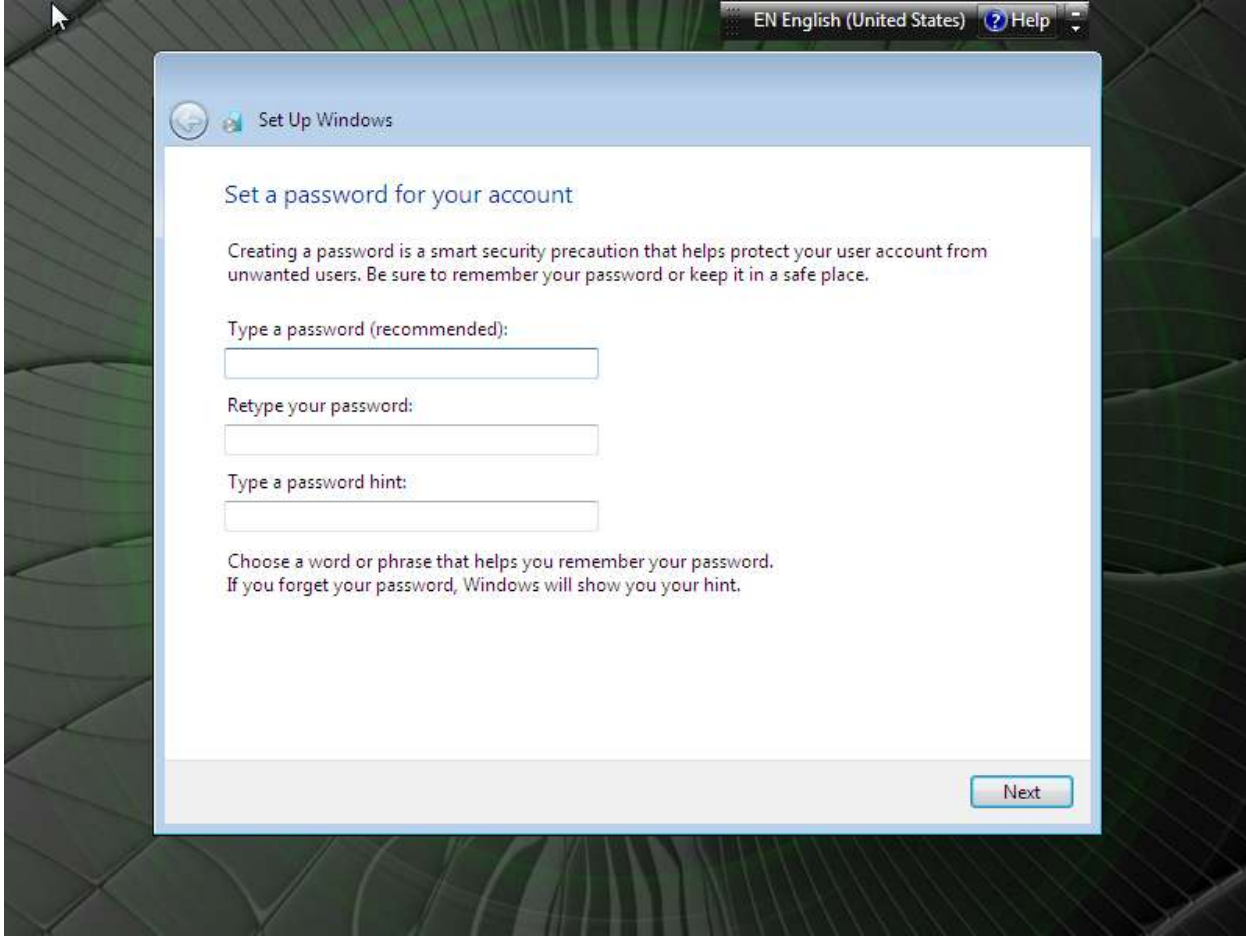 EN English (United States) Help
Set Up Windows
Set a password for your account
Creating a password is a smart security precaution that helps protect your user account from
unwanted users. Be sure to remember your password or keep it in a safe place.
Type a password (recommended):
Retype your password:
Type a password hint:
Choose a word or phrase that helps you remember your password.
If you forget your password, Windows will show you your hint.
Next